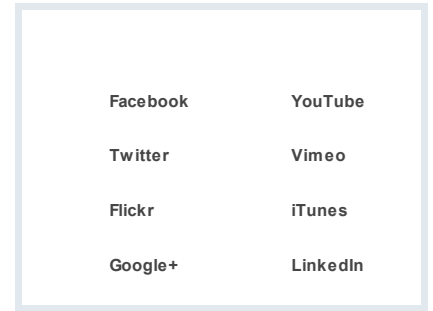 Facebook YouTube
Twitter Vimeo
Flickr iTunes
Google+ LinkedIn